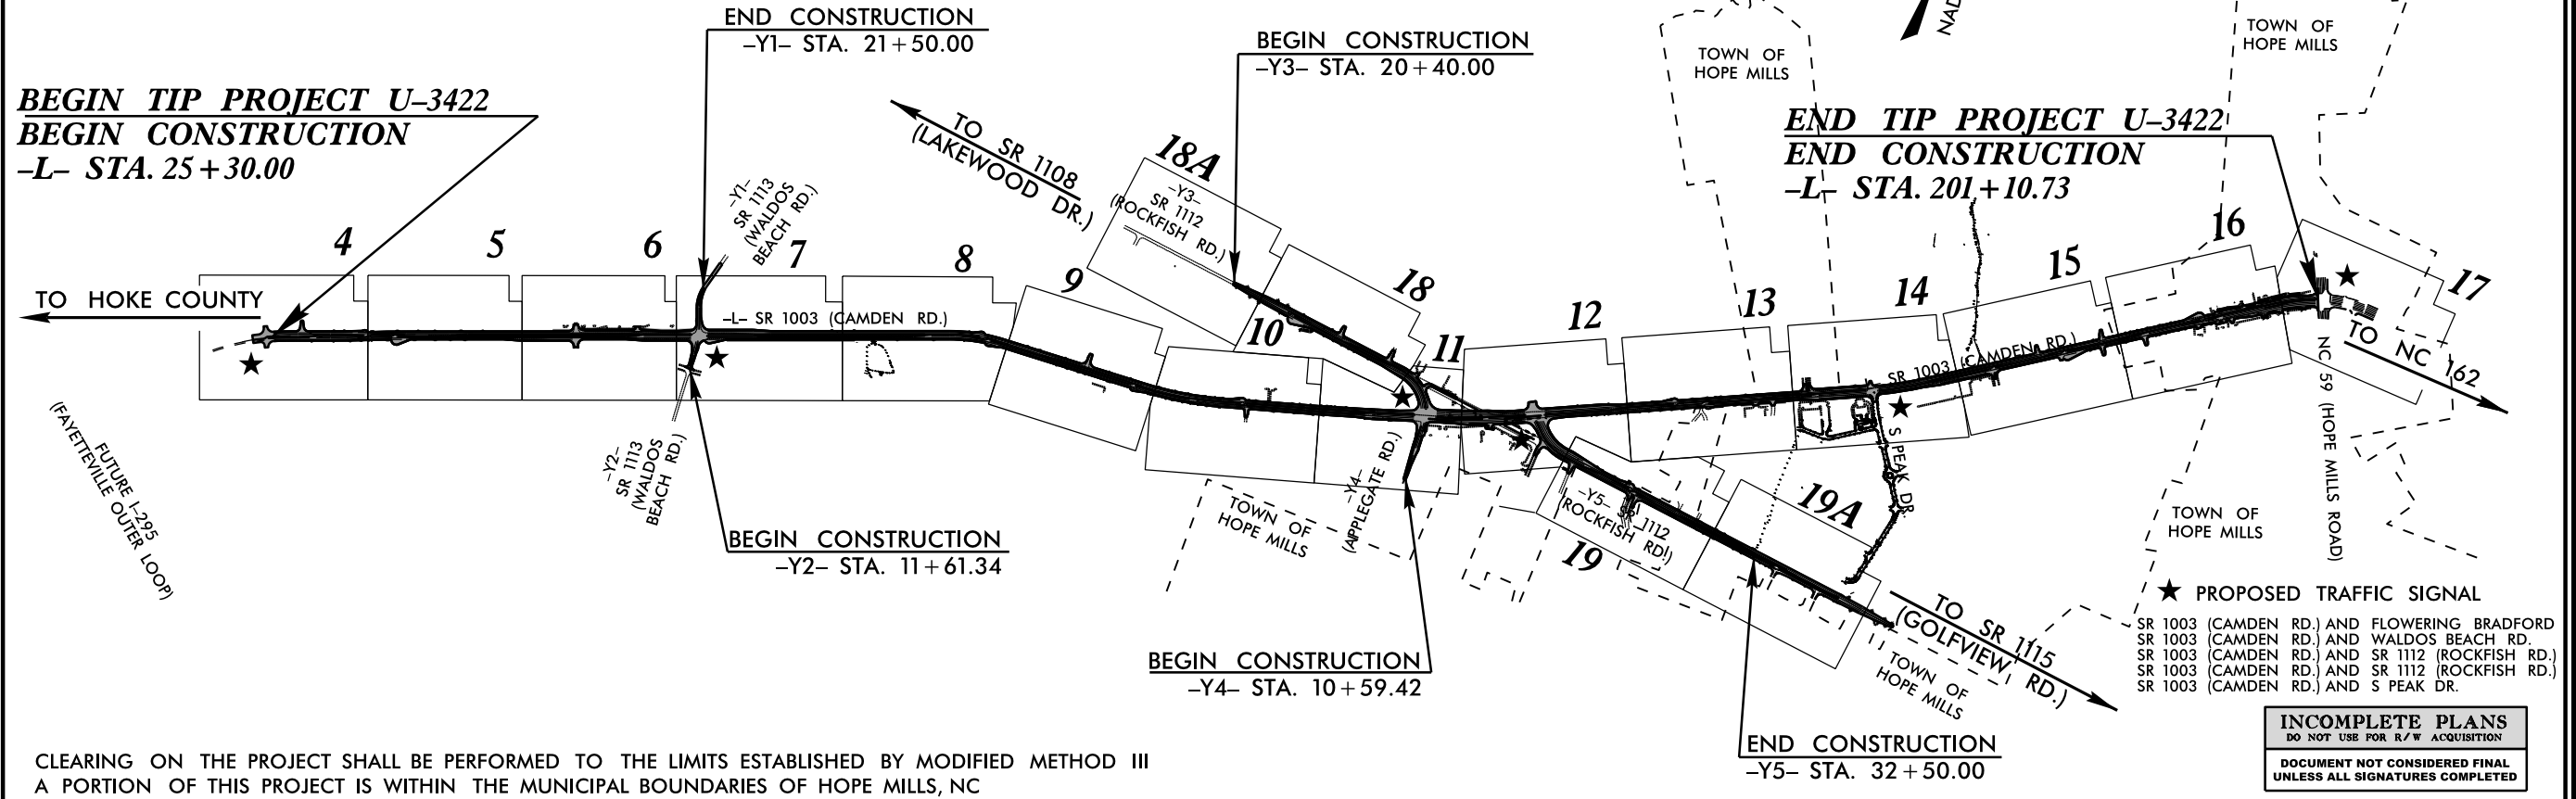 END CONSTRUCTION
–Y1– STA. 21+50.00
BEGIN CONSTRUCTION
–Y3– STA. 20+40.00
NAD
TOWN OF
HOPE MILLS
TOWN OF
HOPE MILLS
BEGIN TIP PROJECT U–3422
BEGIN CONSTRUCTION
–L– STA. 25+30.00
TO SR 1108
(LAKEWOOD DR.)
END TIP PROJECT U–3422
END CONSTRUCTION
–L– STA. 201+10.73
–Y1–
SR 1113
(WALDOS
BEACH RD.)
18A
–Y3–
SR 1112
(ROCKFISH RD.)
4
5
6
7
8
9
10
18
11
12
13
14
15
16
17
TO HOKE COUNTY
–L– SR 1003 (CAMDEN RD.)
SR 1003 (CAMDEN RD.)
TO NC 162
NC 59 (HOPE MILLS ROAD)
FUTURE I–295
(FAYETTEVILLE OUTER LOOP)
–Y2–
SR 1113
(WALDOS
BEACH RD.)
BEGIN CONSTRUCTION
–Y2– STA. 11+61.34
TOWN OF
HOPE MILLS
–Y4–
(APPLEGATE RD.)
–Y5– SR 1112
(ROCKFISH RD.)
19
19A
S PEAK DR.
TOWN OF
HOPE MILLS
TO SR 1115
(GOLFVIEW RD.)
TOWN OF
HOPE MILLS
BEGIN CONSTRUCTION
–Y4– STA. 10+59.42
END CONSTRUCTION
–Y5– STA. 32+50.00
★ PROPOSED TRAFFIC SIGNAL
SR 1003 (CAMDEN RD.) AND FLOWERING BRADFORD
SR 1003 (CAMDEN RD.) AND WALDOS BEACH RD.
SR 1003 (CAMDEN RD.) AND SR 1112 (ROCKFISH RD.)
SR 1003 (CAMDEN RD.) AND SR 1112 (ROCKFISH RD.)
SR 1003 (CAMDEN RD.) AND S PEAK DR.
CLEARING ON THE PROJECT SHALL BE PERFORMED TO THE LIMITS ESTABLISHED BY MODIFIED METHOD III
A PORTION OF THIS PROJECT IS WITHIN THE MUNICIPAL BOUNDARIES OF HOPE MILLS, NC
INCOMPLETE PLANS
DO NOT USE FOR R/W ACQUISITION
DOCUMENT NOT CONSIDERED FINAL
UNLESS ALL SIGNATURES COMPLETED